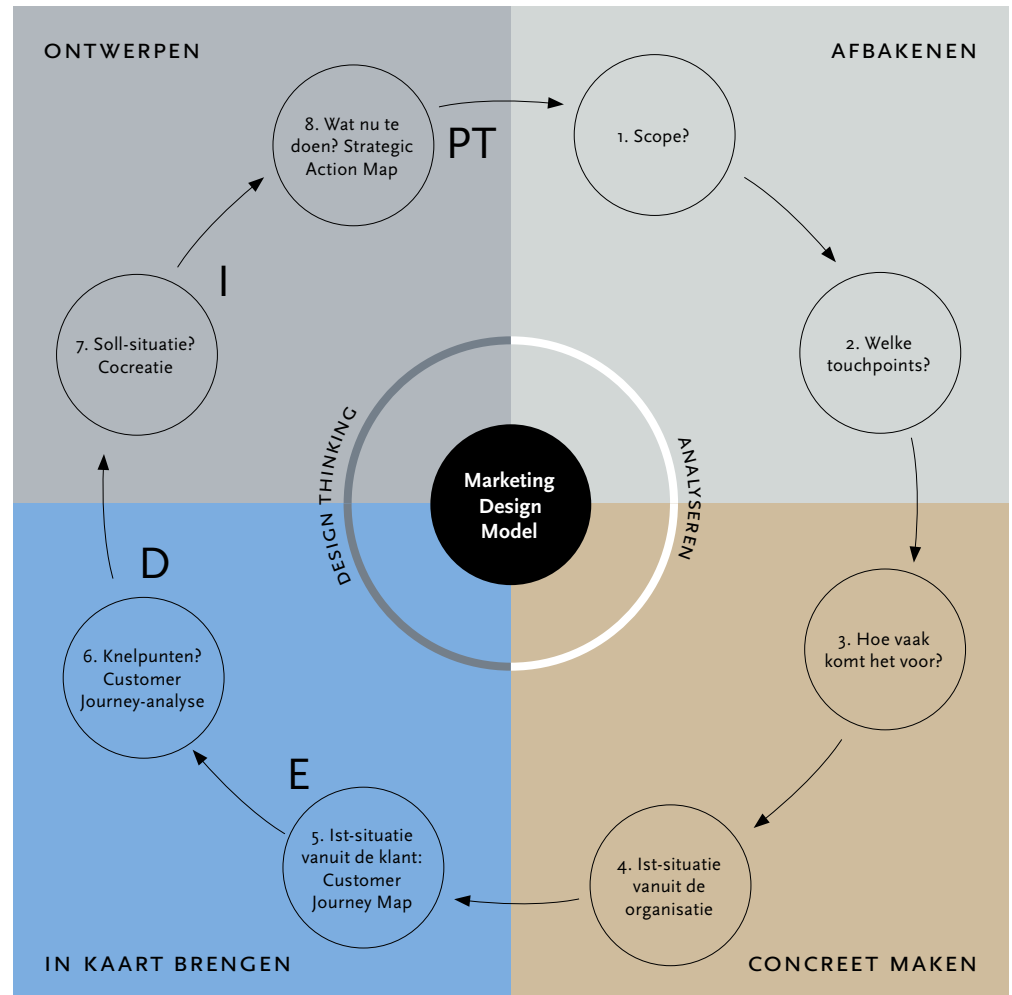 ONTWERPEN
AFBAKENEN
8. Wat nu te
doen? Strategic
Action Map
PT
1. Scope?
I
7. Soll-situatie?
Cocreatie
2. Welke
touchpoints?
DESIGN THINKING
ANALYSEREN
Marketing
Design
Model
D
6. Knelpunten?
Customer
Journey-analyse
3. Hoe vaak
komt het voor?
E
5. Ist-situatie
vanuit de klant:
Customer
Journey Map
4. Ist-situatie
vanuit de
organisatie
IN KAART BRENGEN
CONCREET MAKEN